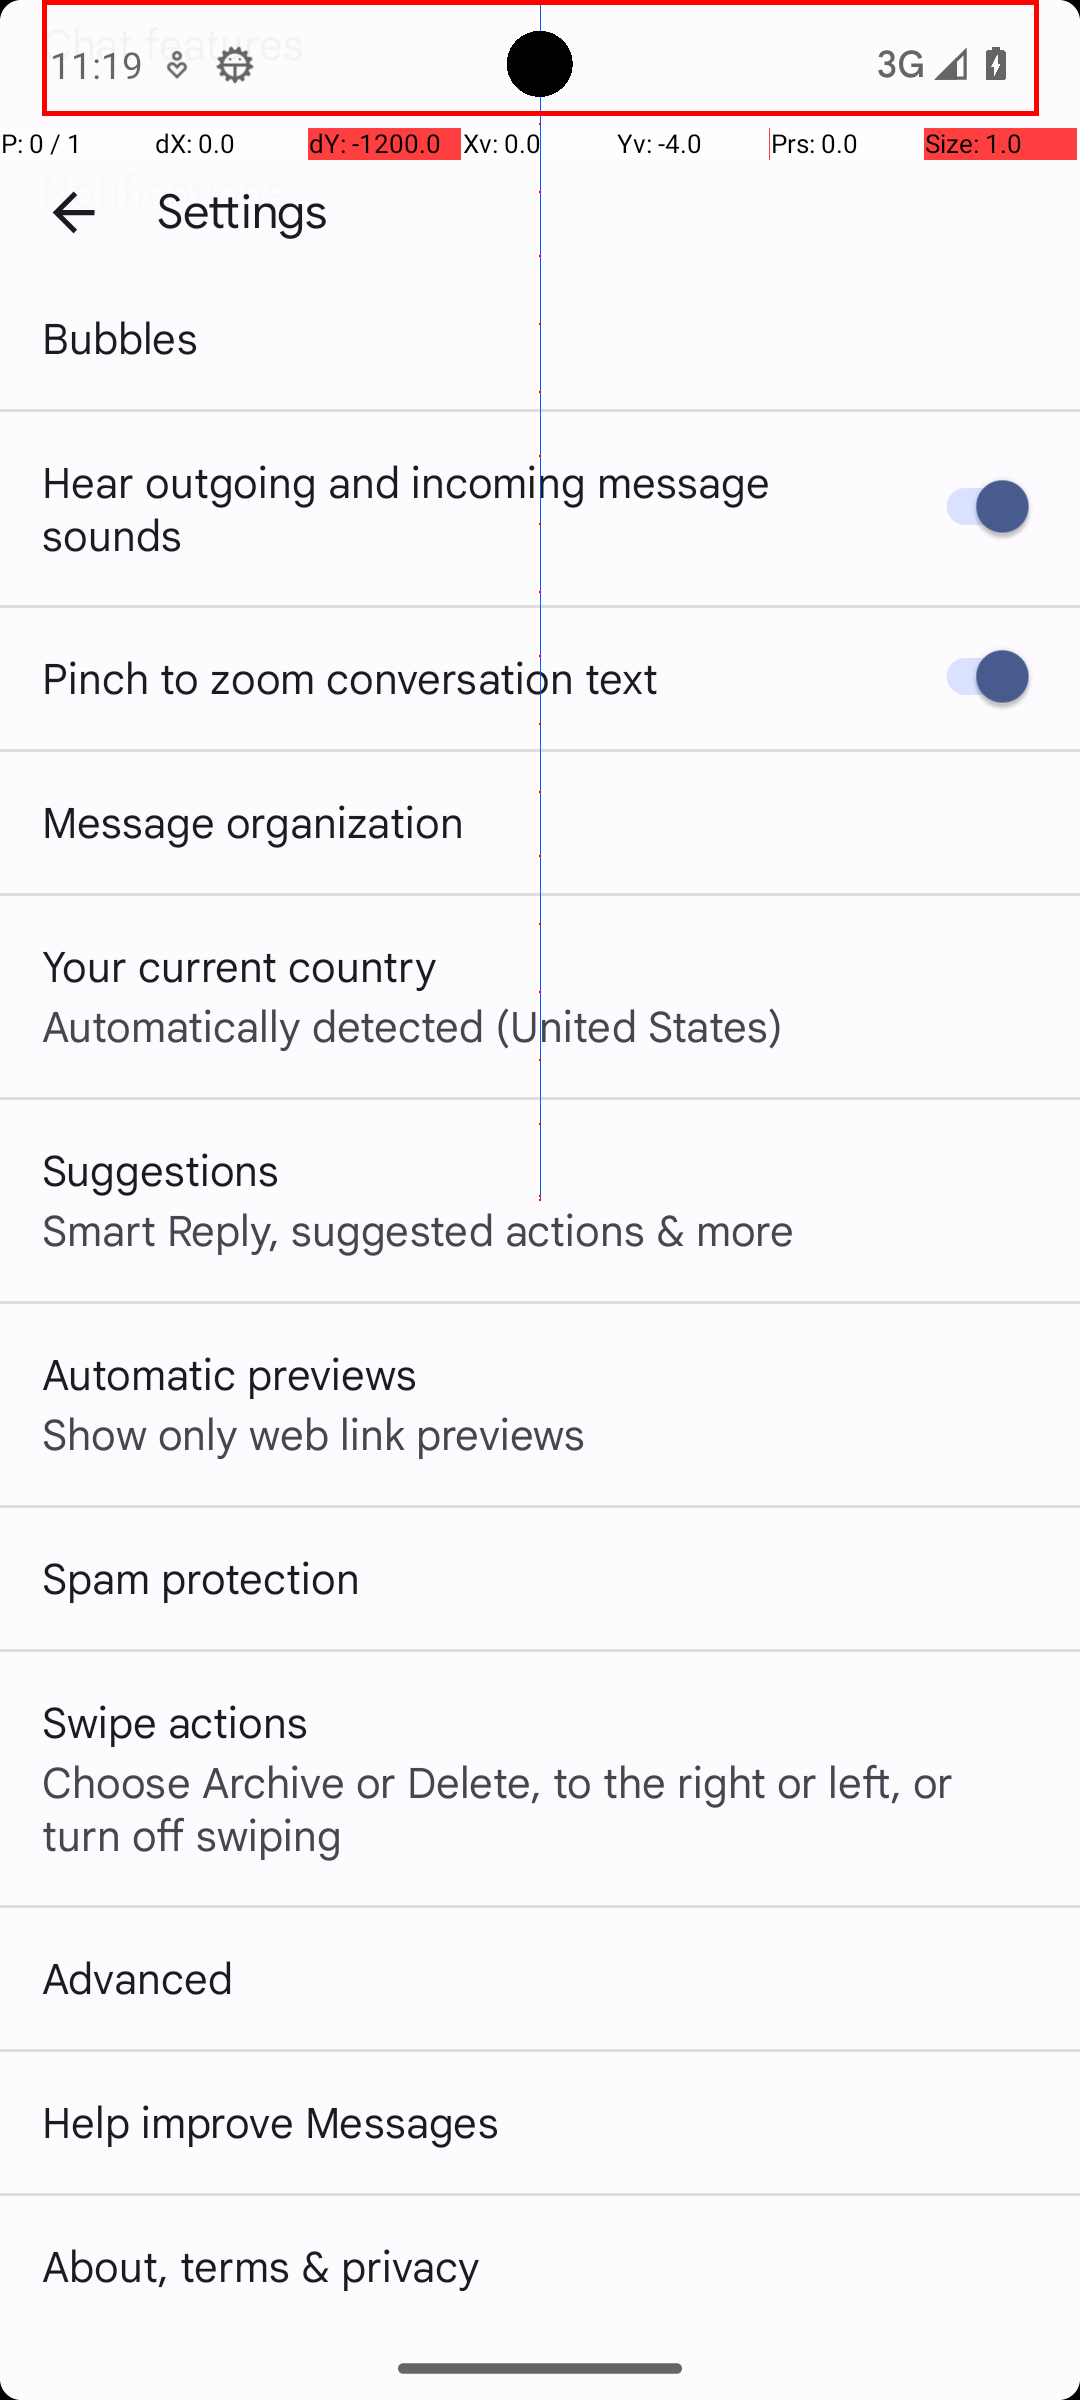 Chat features
11:19
3G
P: 0 / 1 dX: 0.0 dY: -1200.0 Xv: 0.0 Yv: -4.0 Prs: 0.0 Size: 1.0
Notifications
Settings
Bubbles
Hear outgoing and incoming message
sounds
Pinch to zoom conversation text
Message organization
Your current country
Automatically detected (United States)
Suggestions
Smart Reply, suggested actions & more
Automatic previews
Show only web link previews
Spam protection
Swipe actions
Choose Archive or Delete, to the right or left, or
turn off swiping
Advanced
Help improve Messages
About, terms & privacy